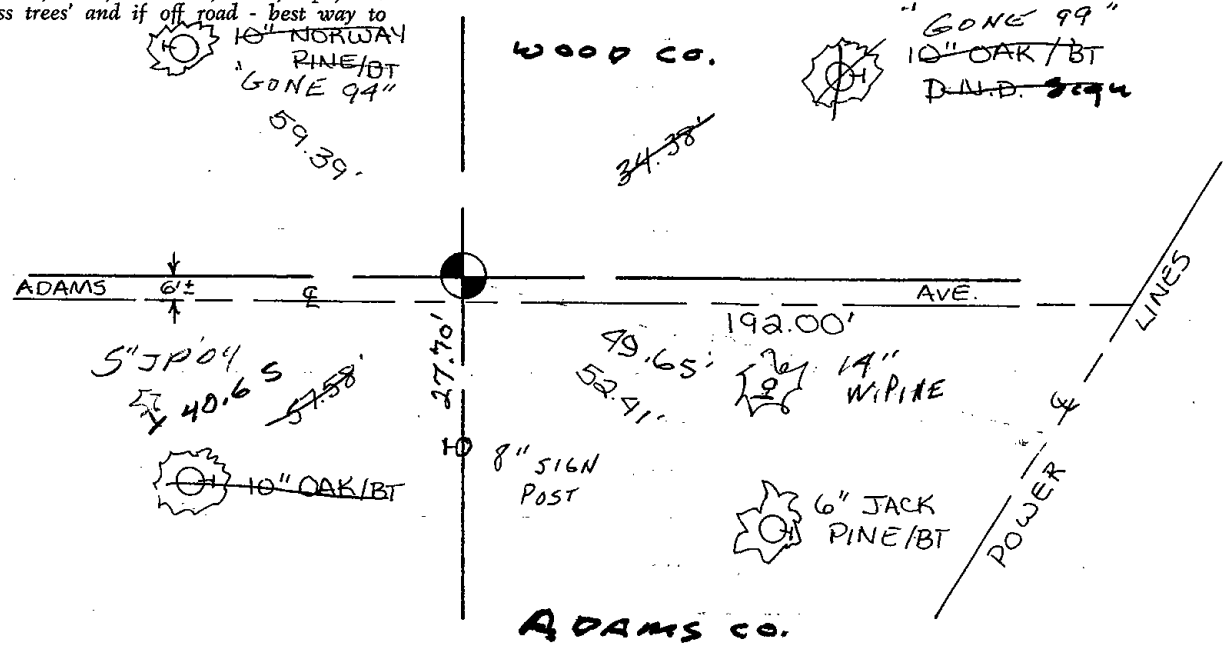 ss trees' and if off road - best way to
10" NORWAY
PINE/BT
"GONE 94"
59.39'
WOOD CO.
34.38'
"GONE 99"
10" OAK/BT
D.N.D. Sign
ADAMS 6'± ℄ AVE.
192.00'
LINES
5" JP'04
40.65
57.58'
27.70'
49.65'
52.41'
14"
W.PINE
10" OAK/BT
8" SIGN
POST
6" JACK
PINE/BT
POWER ℄
ADAMS CO.